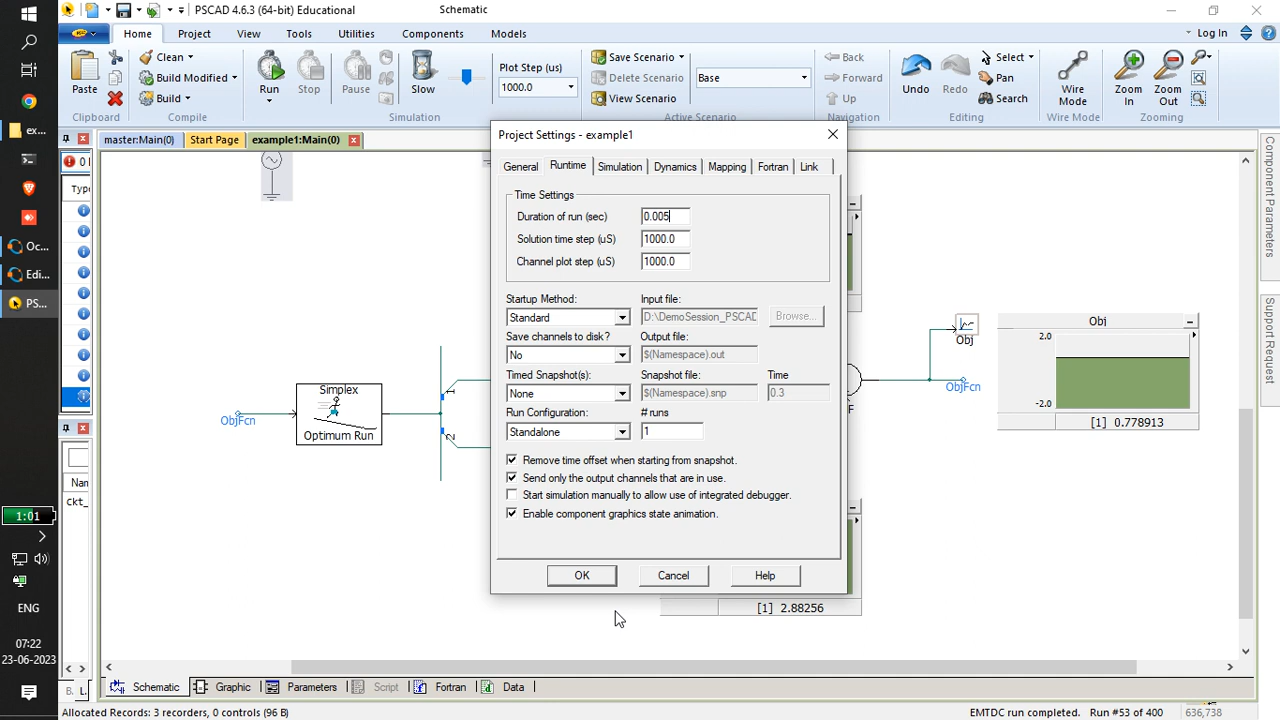 PSCAD 4.6.3 (64-bit) Educational
Schematic
Home
Project
View
Tools
Utilities
Components
Models
Log In
Paste
Clean
Build Modified
Build
Run
Stop
Pause
Slow
Plot Step (us)
1000.0
Save Scenario
Delete Scenario
View Scenario
Base
Back
Forward
Up
Undo
Redo
Select
Pan
Search
Wire
Mode
Zoom
In
Zoom
Out
Clipboard
Compile
Simulation
Active Scenario
Navigation
Editing
Wire Mode
Zooming
master:Main(0)
Start Page
example1:Main(0)
ex...
Oc...
Edi...
PS...
Project Settings - example1
General
Runtime
Simulation
Dynamics
Mapping
Fortran
Link
Time Settings
Duration of run (sec)
0.005
Solution time step (uS)
1000.0
Channel plot step (uS)
1000.0
Startup Method:
Input file:
Standard
D:\DemoSession_PSCAD
Browse...
Save channels to disk?
Output file:
No
$(Namespace).out
Timed Snapshot(s):
Snapshot file:
Time
None
$(Namespace).snp
0.3
Run Configuration:
# runs
Standalone
1
Remove time offset when starting from snapshot.
Send only the output channels that are in use.
Start simulation manually to allow use of integrated debugger.
Enable component graphics state animation.
OK
Cancel
Help
ObjFcn
Simplex
Optimum Run
1
2
F
Obj
ObjFcn
Obj
2.0
-2.0
[1] 0.778913
[1] 2.88256
Components
Support
Components
Support
1:01
ENG
07:22
23-06-2023
Schematic
Graphic
Parameters
Script
Fortran
Data
Allocated Records: 3 recorders, 0 controls (96 B)
EMTDC run completed.
Run #53 of 400
636,738